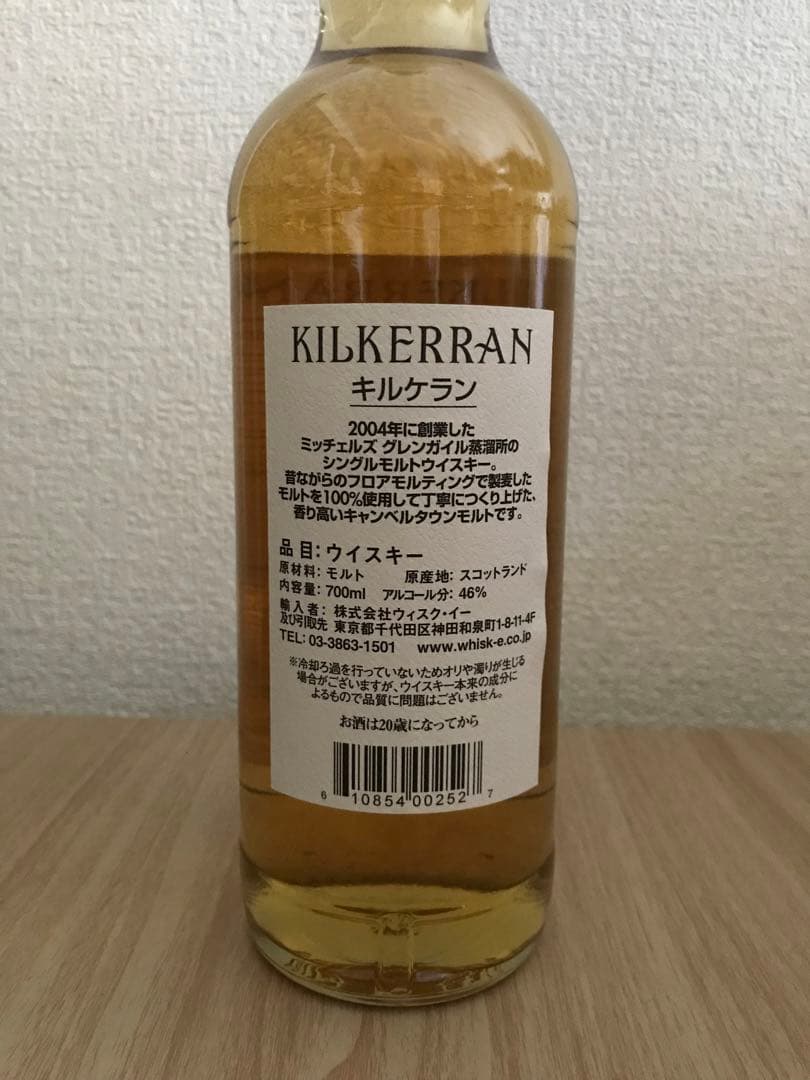 KILKERRAN
キルケラン
2004年に創業した
ミッチェルズ グレンガイル蒸溜所の
シングルモルトウイスキー。
昔ながらのフロアモルティングで製麦した
モルトを100%使用して丁寧につくり上げた、
香り高いキャンベルタウンモルトです。
品目：ウイスキー
原材料：モルト 原産地：スコットランド
内容量：700ml アルコール分：46%
輸入者：株式会社ウィスク・イー
及び引取先 東京都千代田区神田和泉町1-8-11-4F
TEL：03-3863-1501 www.whisk-e.co.jp
※冷却ろ過を行っていないためオリや濁りが生じる
場合がございますが、ウイスキー本来の成分に
よるもので品質に問題はございません。
お酒は20歳になってから
6 10854 00252 7